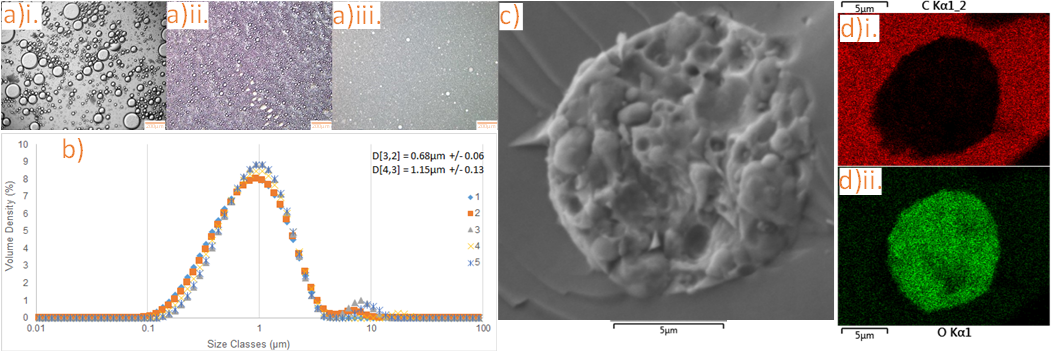 a)i.
a)ii.
a)iii.
b)
D[3,2] = 0.68µm +/- 0.06
D[4,3] = 1.15µm +/- 0.13
10
9
8
7
6
5
4
3
2
1
0
Volume Density (%)
0.01
0.1
1
10
100
Size Classes (µm)
1
2
3
4
5
c)
5µm
5µm
C Kα1_2
d)i.
d)ii.
5µm
O Kα1